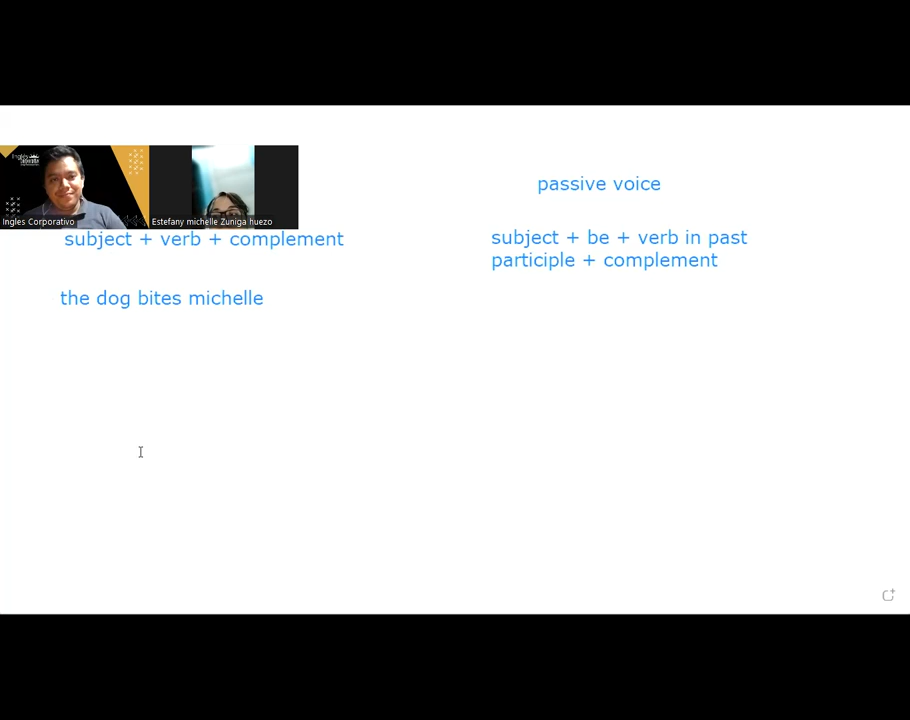 Inglés
Ingles Corporativo
Estefany michelle Zuniga huezo
subject + verb + complement
the dog bites michelle
passive voice
subject + be + verb in past
participle + complement